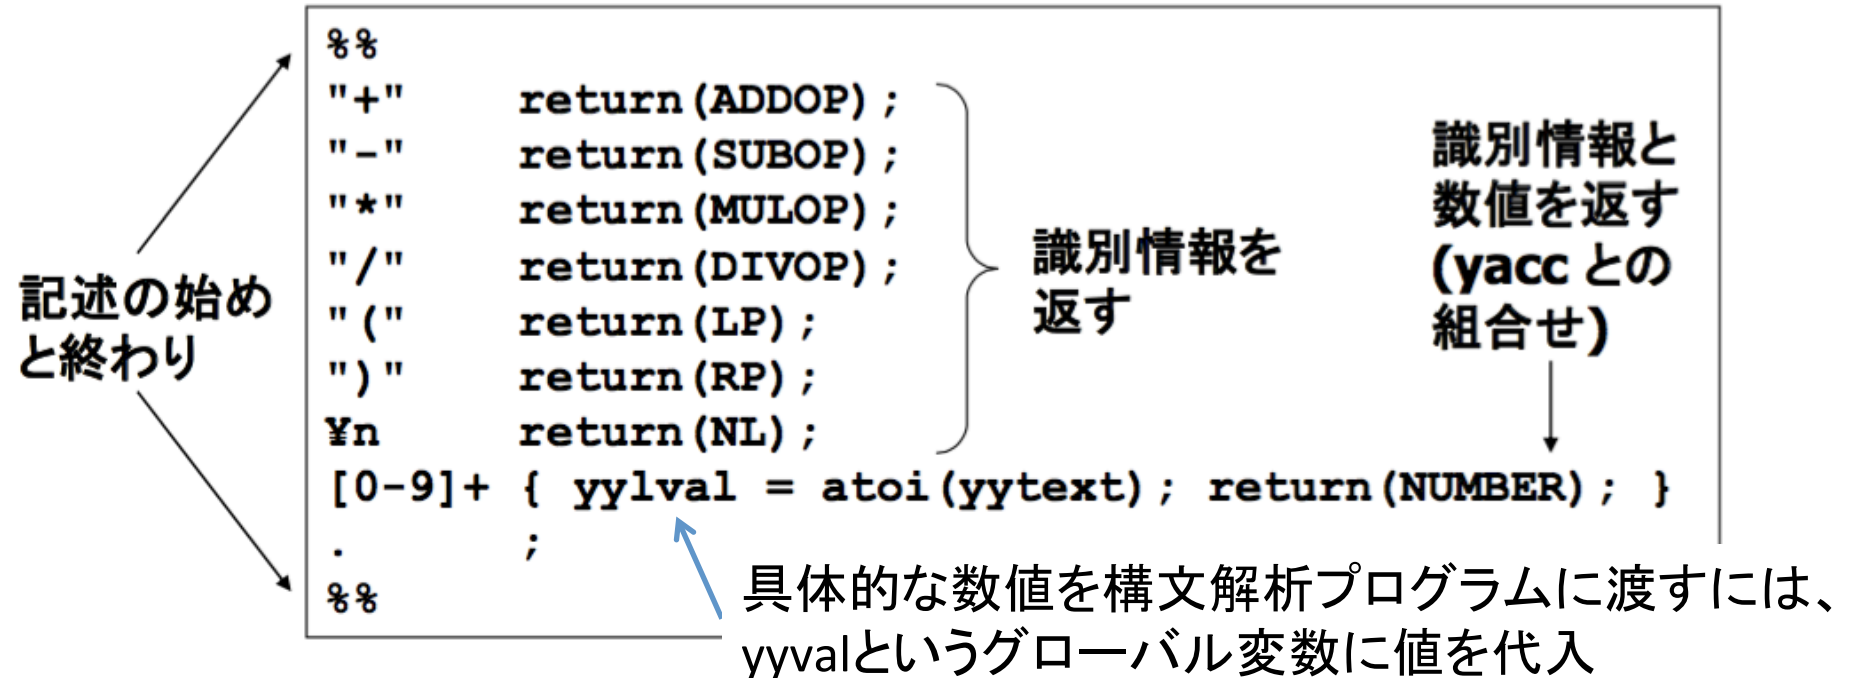 %%
"+" return(ADDOP);
"-" return(SUBOP);
"*" return(MULOP);
"/" return(DIVOP);
"(" return(LP);
")" return(RP);
¥n return(NL);
[0-9]+ { yylval = atoi(yytext); return(NUMBER); }
. ;
%%
記述の始め
と終わり
識別情報を
返す
識別情報と
数値を返す
(yacc との
組合せ)
具体的な数値を構文解析プログラムに渡すには、
yyvalというグローバル変数に値を代入